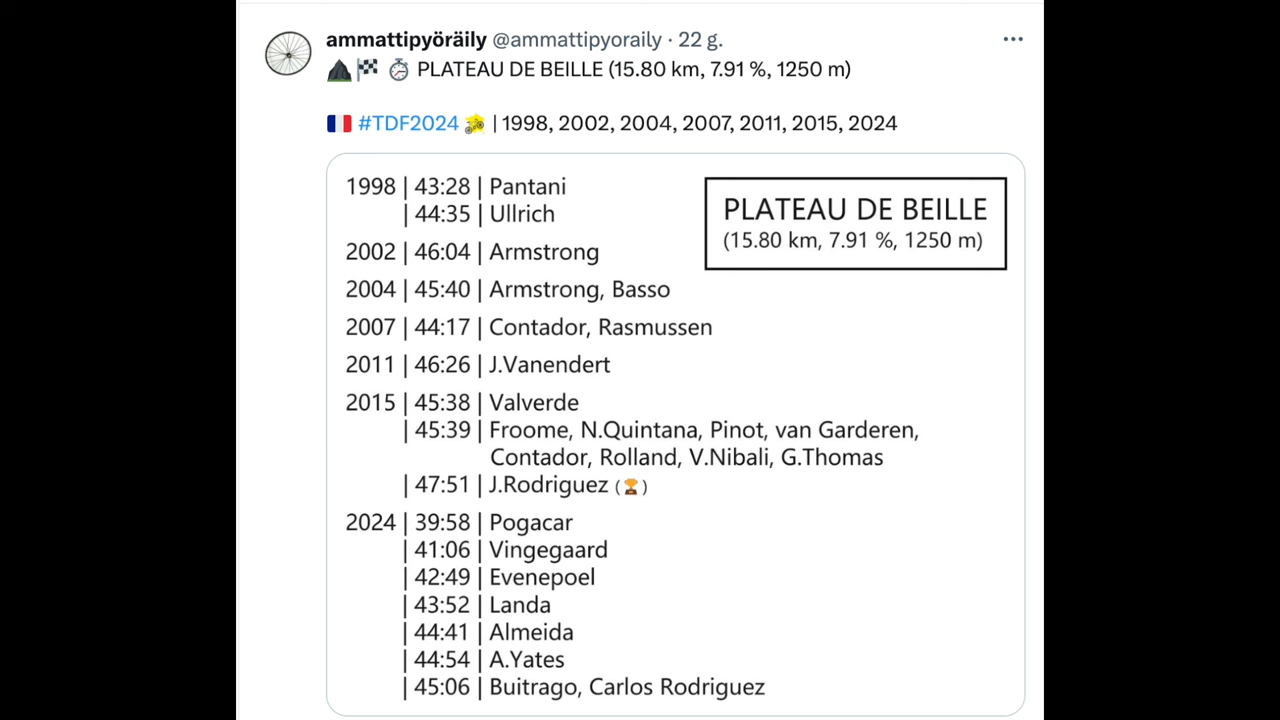 ammattipyöräily @ammattipyoraily · 22 g.
PLATEAU DE BEILLE (15.80 km, 7.91 %, 1250 m)
#TDF2024 | 1998, 2002, 2004, 2007, 2011, 2015, 2024
PLATEAU DE BEILLE
(15.80 km, 7.91 %, 1250 m)
1998 | 43:28 | Pantani
| 44:35 | Ullrich
2002 | 46:04 | Armstrong
2004 | 45:40 | Armstrong, Basso
2007 | 44:17 | Contador, Rasmussen
2011 | 46:26 | J.Vanendert
2015 | 45:38 | Valverde
| 45:39 | Froome, N.Quintana, Pinot, van Garderen,
Contador, Rolland, V.Nibali, G.Thomas
| 47:51 | J.Rodriguez (🏆)
2024 | 39:58 | Pogacar
| 41:06 | Vingegaard
| 42:49 | Evenepoel
| 43:52 | Landa
| 44:41 | Almeida
| 44:54 | A.Yates
| 45:06 | Buitrago, Carlos Rodriguez